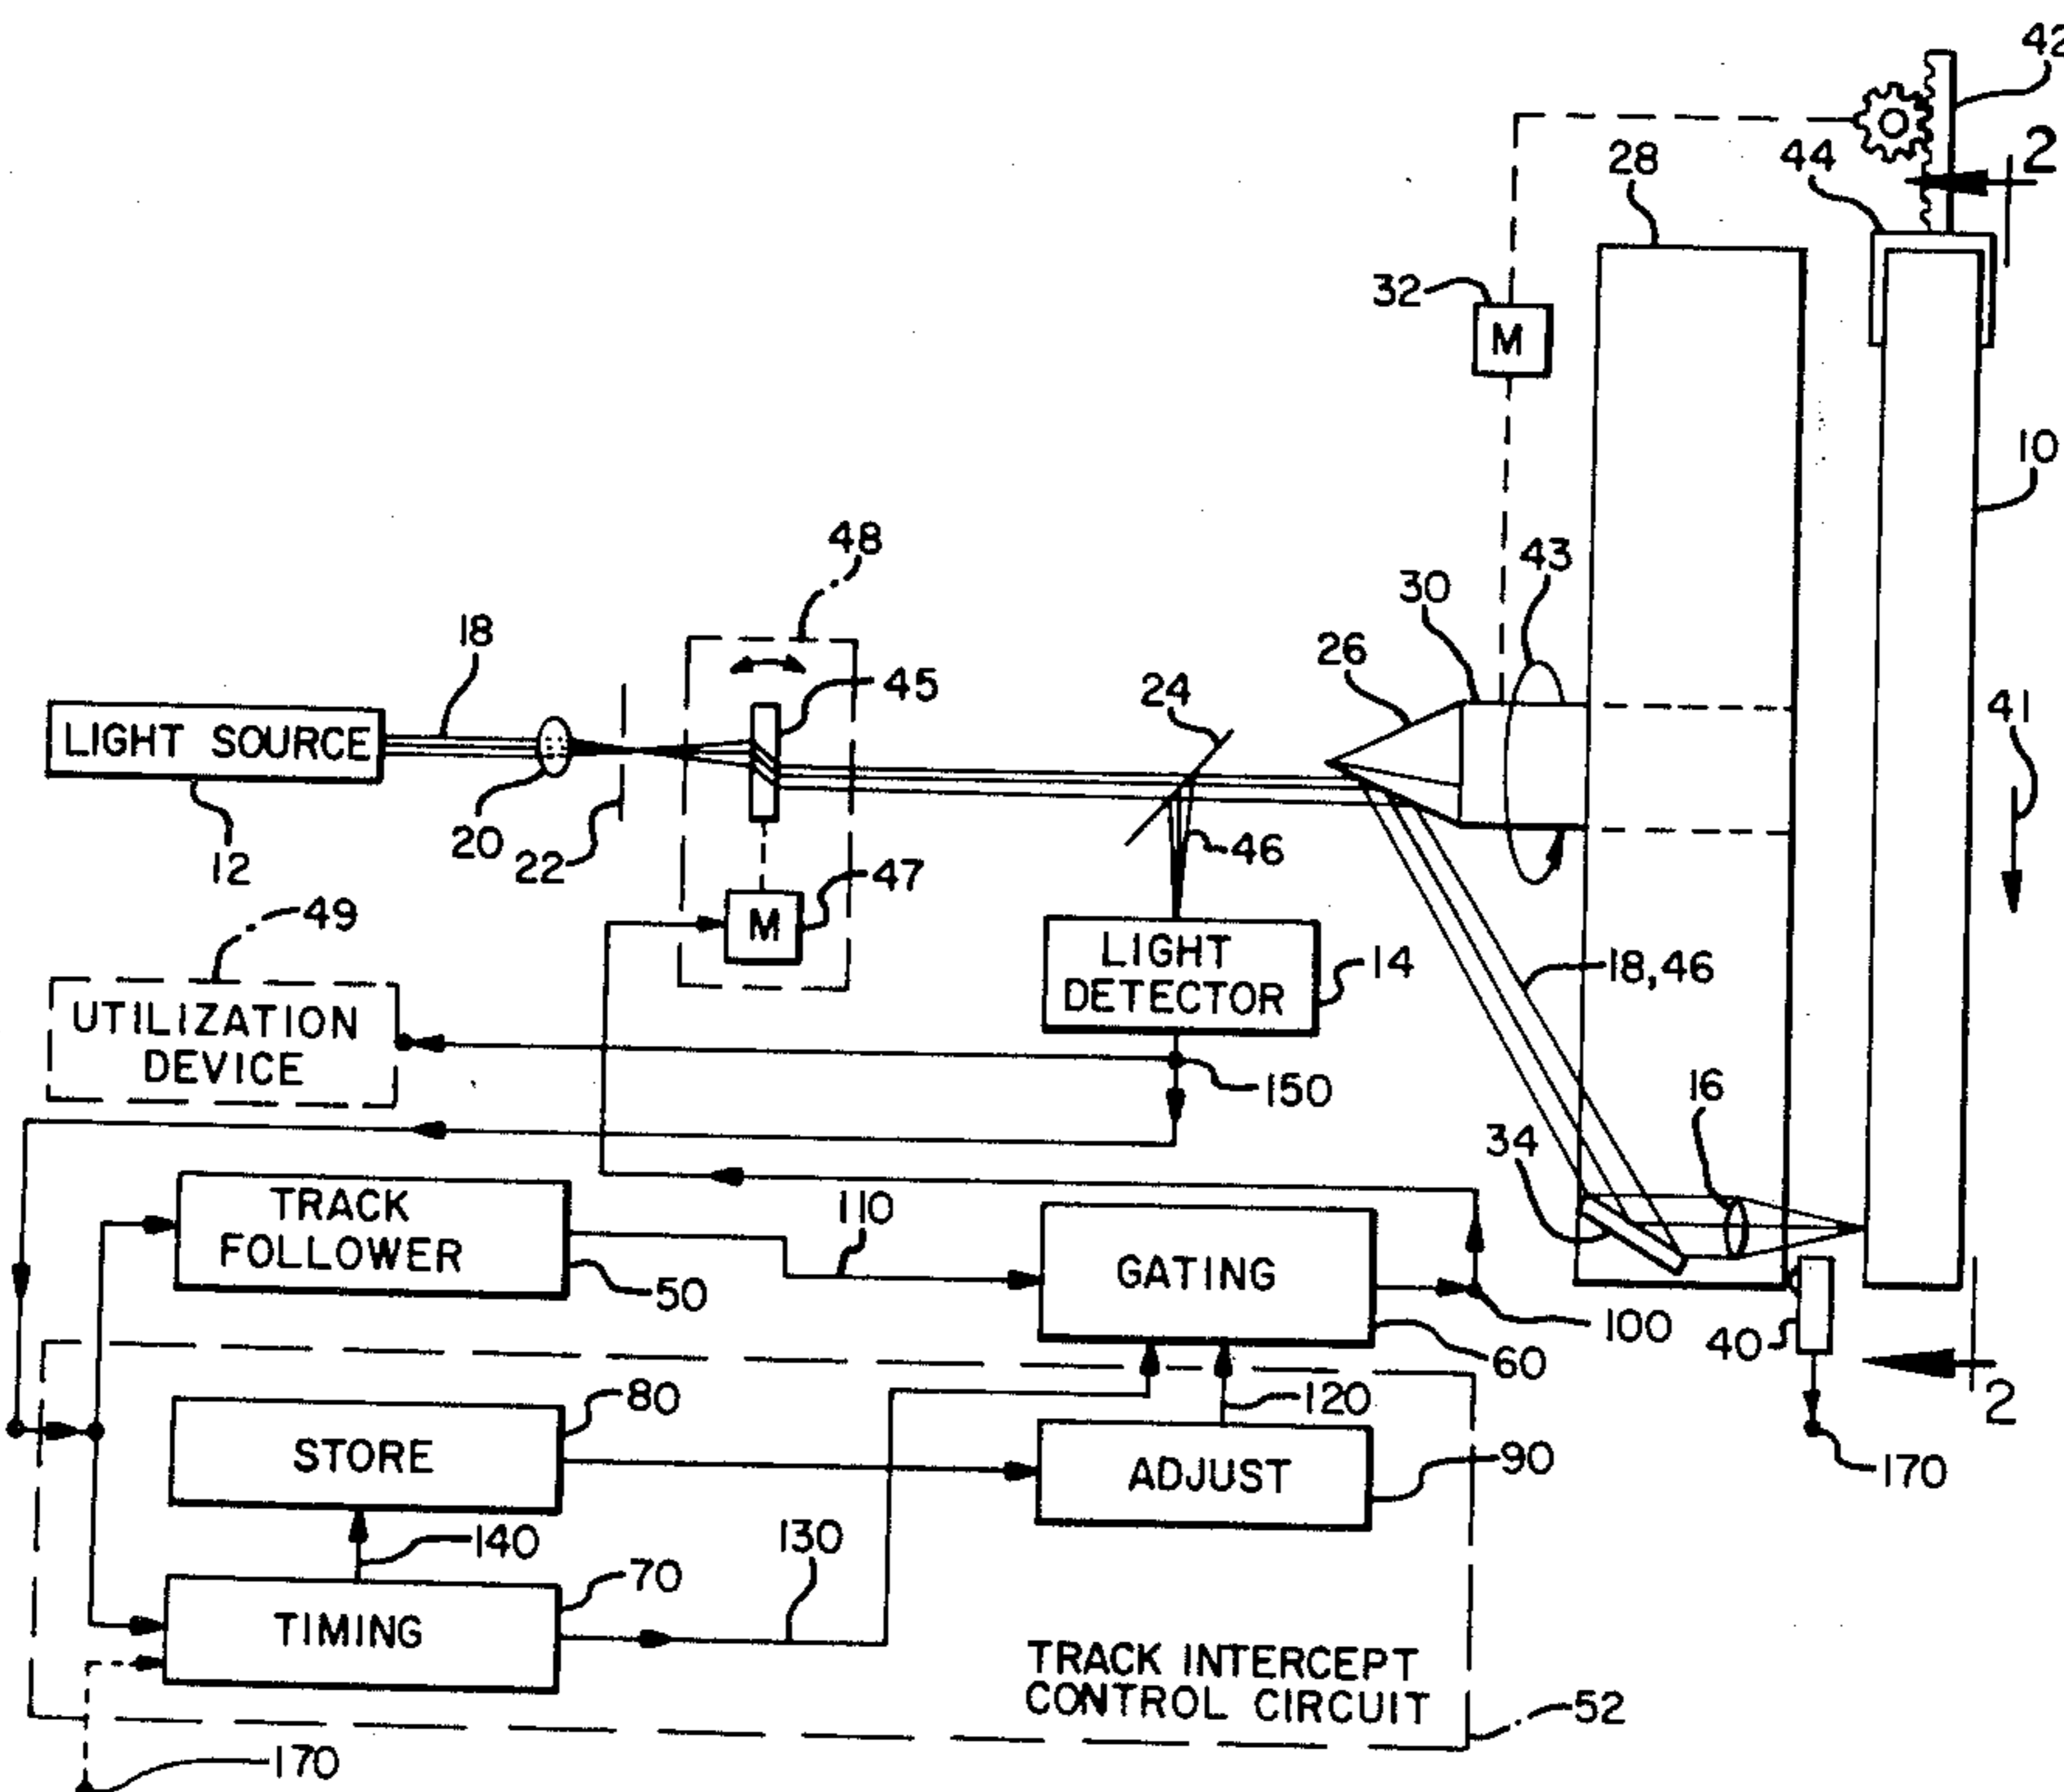 42
2
28
44
32
M
10
43
48
30
18
26
45
24
41
LIGHT SOURCE
20
22
46
12
47
49
M
LIGHT
DETECTOR
14
18,46
UTILIZATION
DEVICE
150
16
34
TRACK
FOLLOWER
110
GATING
50
100
40
60
80
120
2
STORE
ADJUST
90
170
140
130
70
TIMING
TRACK INTERCEPT
CONTROL CIRCUIT
52
170